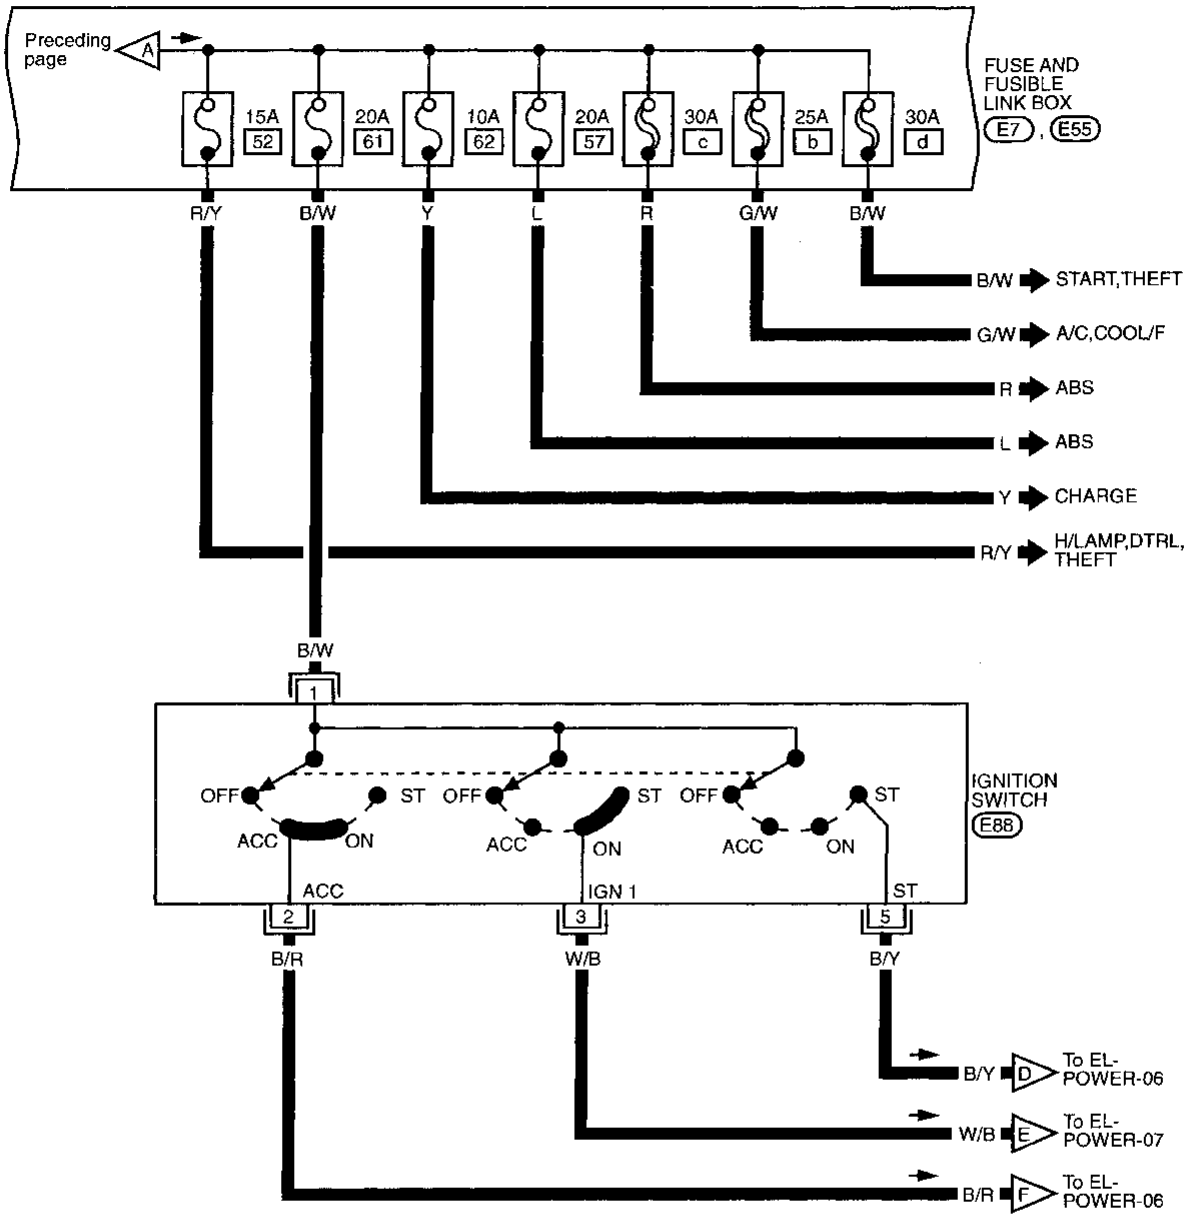 Preceding
page
A
15A
52
20A
61
10A
62
20A
57
30A
c
25A
b
30A
d
FUSE AND
FUSIBLE
LINK BOX
E7 , E55
R/Y
B/W
Y
L
R
G/W
B/W
B/W START,THEFT
G/W A/C,COOL/F
R ABS
L ABS
Y CHARGE
R/Y H/LAMP,DTRL,
THEFT
B/W
1
OFF
ACC
ON
ST
OFF
ACC
ON
ST
OFF
ACC
ON
ST
IGNITION
SWITCH
E88
ACC
IGN 1
ST
2
3
5
B/R
W/B
B/Y
B/Y D To EL-
POWER-06
W/B E To EL-
POWER-07
B/R F To EL-
POWER-06